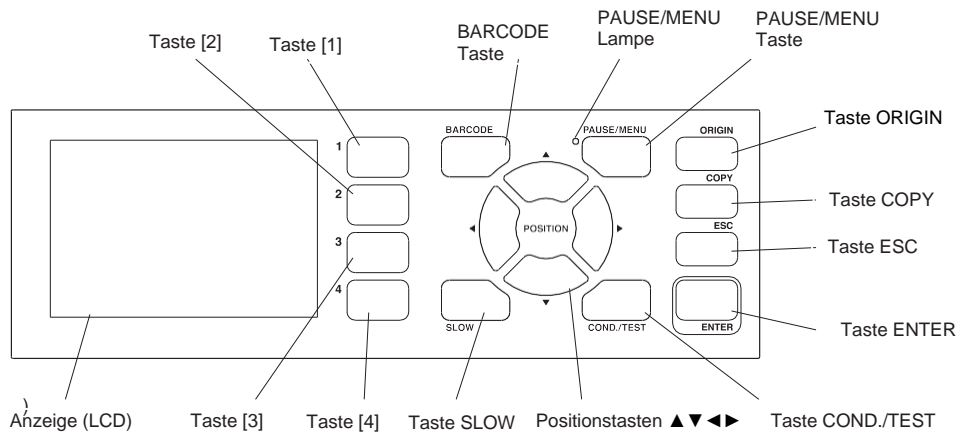 BARCODE
Taste
PAUSE/MENU
Lampe
PAUSE/MENU
Taste
Taste [2]
Taste [1]
Taste ORIGIN
BARCODE
PAUSE/MENU
ORIGIN
1
▲
COPY
2
Taste COPY
ESC
◀
POSITION
▶
3
Taste ESC
4
▼
SLOW
COND./TEST
ENTER
Taste ENTER
)
Anzeige (LCD)
Taste [3]
Taste [4]
Taste SLOW
Positionstasten ▲▼◀▶
Taste COND./TEST